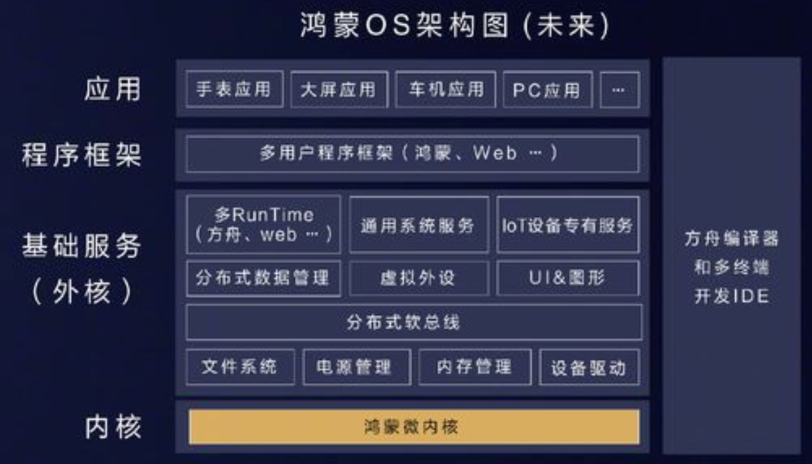 鸿蒙OS架构图(未来)
应用
手表应用
大屏应用
车机应用
PC应用
...
程序框架
多用户程序框架(鸿蒙、Web ...)
基础服务
(外核)
多RunTime
(方舟、web ...)
通用系统服务
IoT设备专有服务
分布式数据管理
虚拟外设
UI&图形
分布式软总线
文件系统
电源管理
内存管理
设备驱动
内核
鸿蒙微内核
方舟编译器
和多终端
开发IDE